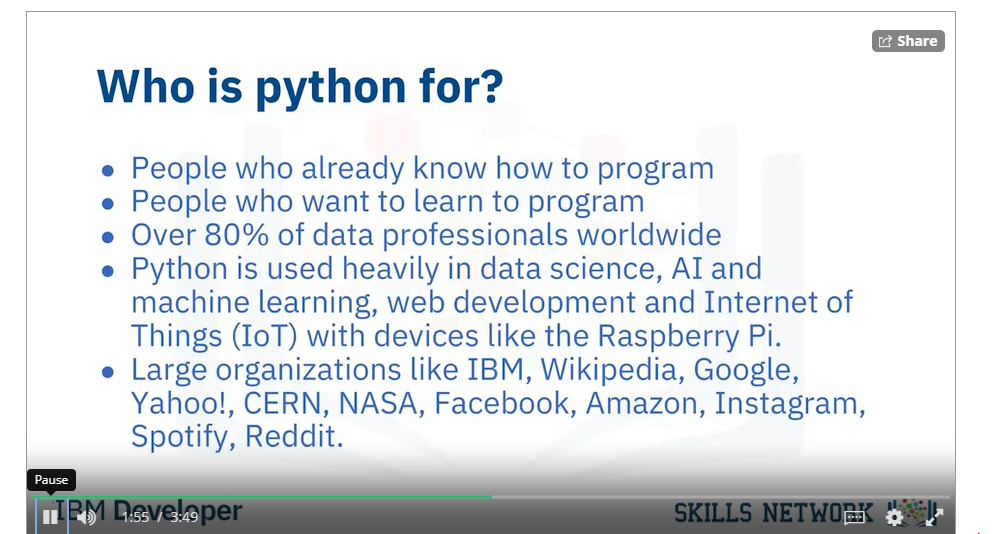 Share
Who is python for?
● People who already know how to program
● People who want to learn to program
● Over 80% of data professionals worldwide
● Python is used heavily in data science, AI and
machine learning, web development and Internet of
Things (IoT) with devices like the Raspberry Pi.
● Large organizations like IBM, Wikipedia, Google,
Yahoo!, CERN, NASA, Facebook, Amazon, Instagram,
Spotify, Reddit.
Pause
IBM Developer
1:55 / 3:49
SKILLS NETWORK